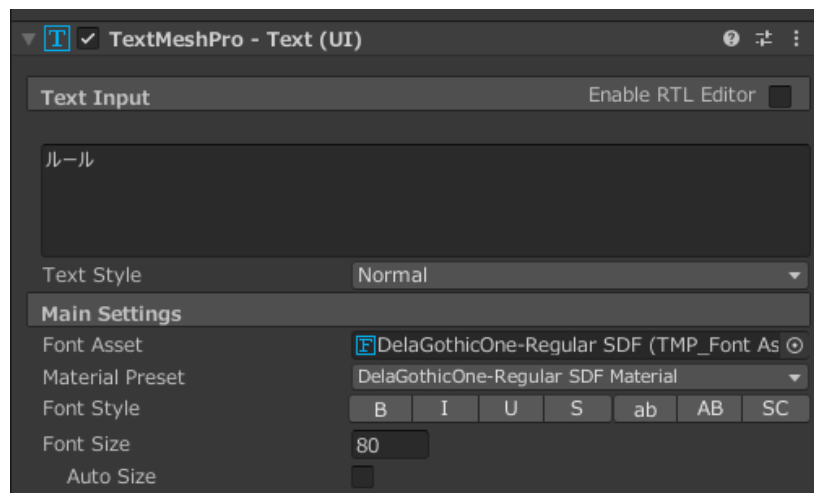 TextMeshPro - Text (UI)
Text Input Enable RTL Editor
ルール
Text Style Normal
Main Settings
Font Asset DelaGothicOne-Regular SDF (TMP_Font As
Material Preset DelaGothicOne-Regular SDF Material
Font Style B I U S ab AB SC
Font Size 80
Auto Size